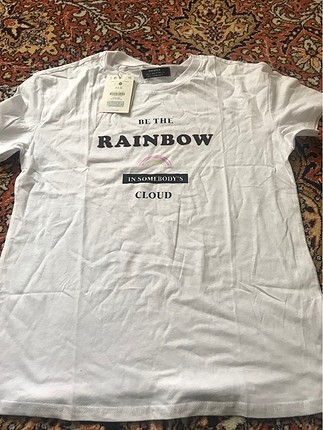 BE THE
RAINBOW
IN SOMEBODY'S
CLOUD